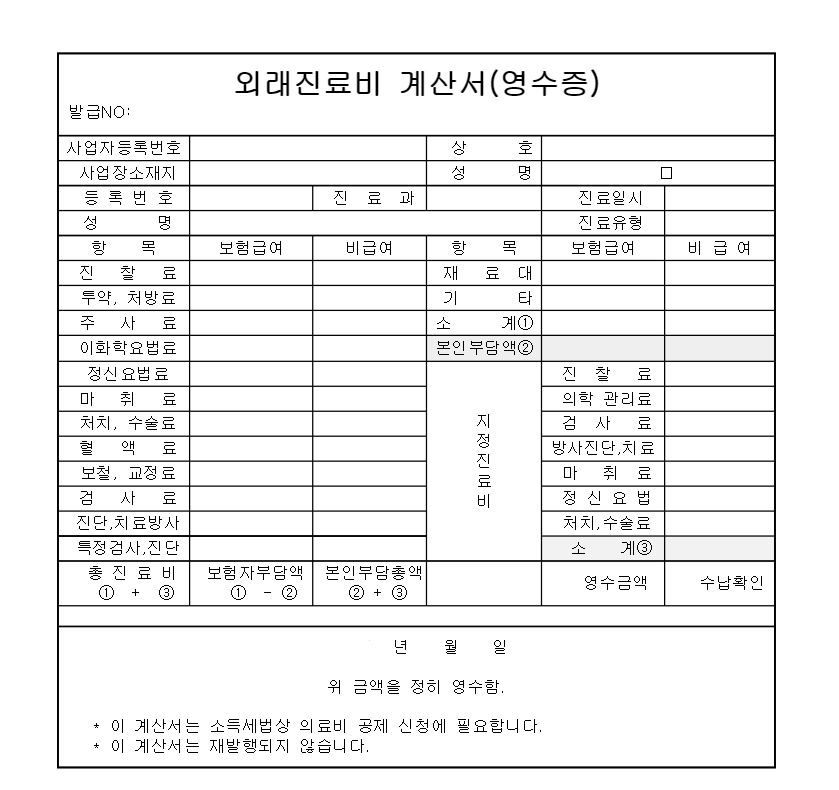 외래진료비 계산서(영수증)
발급NO:
사업자등록번호 상 호
사업장소재지 성 명 □
등 록 번 호 진 료 과 진료일시
성 명 진료유형
항 목 보험급여 비급여 항 목 보험급여 비 급 여
진 찰 료 재 료 대
투약, 처방료 기 타
주 사 료 소 계①
이화학요법료 본인부담액②
정신요법료 진 찰 료
마 취 료 의학 관리료
처치, 수술료 검 사 료
혈 액 료 방사진단,치료
보철, 교정료 마 취 료
검 사 료 정 신 요 법
진단,치료방사 처치,수술료
특정검사,진단 소 계③
지
정
진
료
비
총 진 료 비 보험자부담액 본인부담총액 영수금액 수납확인
① + ③ ① - ② ② + ③
년 월 일
위 금액을 정히 영수함.
* 이 계산서는 소득세법상 의료비 공제 신청에 필요합니다.
* 이 계산서는 재발행되지 않습니다.